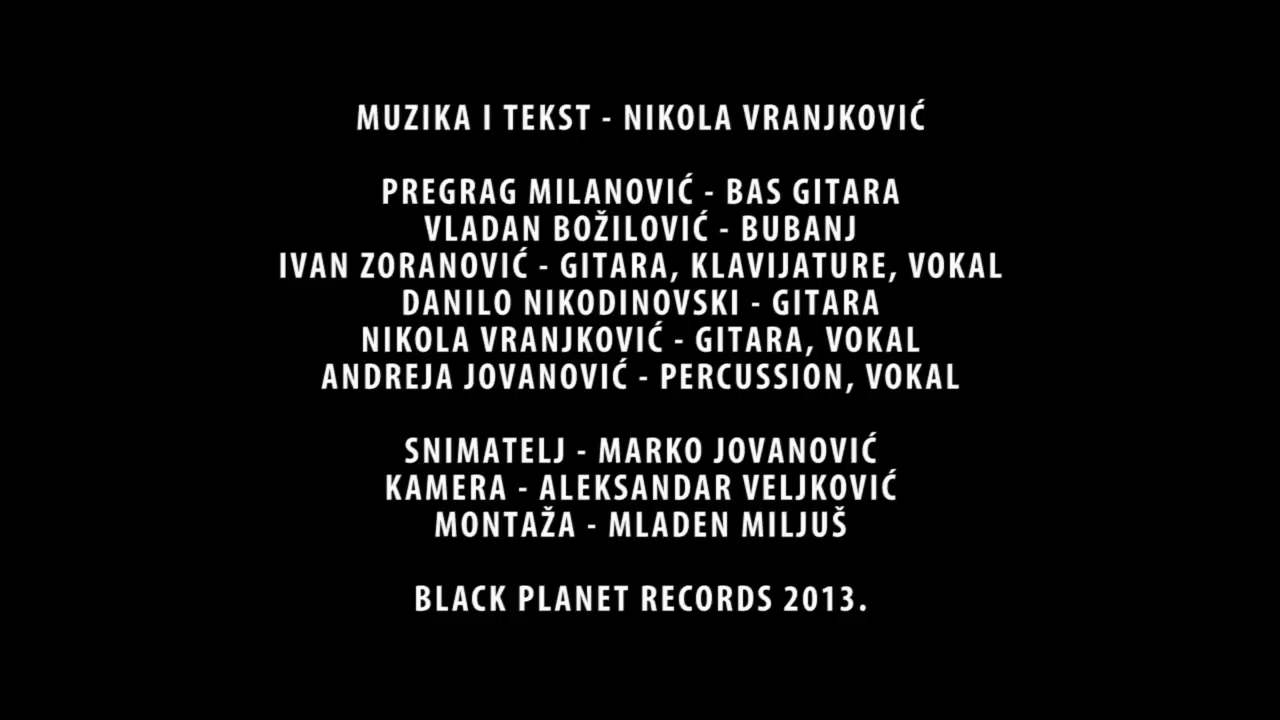 MUZIKA I TEKST - NIKOLA VRANJKOVIĆ
PREGRAG MILANOVIĆ - BAS GITARA
VLADAN BOŽILOVIĆ - BUBANJ
IVAN ZORANOVIĆ - GITARA, KLAVIJATURE, VOKAL
DANILO NIKODINOVSKI - GITARA
NIKOLA VRANJKOVIĆ - GITARA, VOKAL
ANDREJA JOVANOVIĆ - PERCUSSION, VOKAL
SNIMATELJ - MARKO JOVANOVIĆ
KAMERA - ALEKSANDAR VELJKOVIĆ
MONTAŽA - MLADEN MILJUŠ
BLACK PLANET RECORDS 2013.